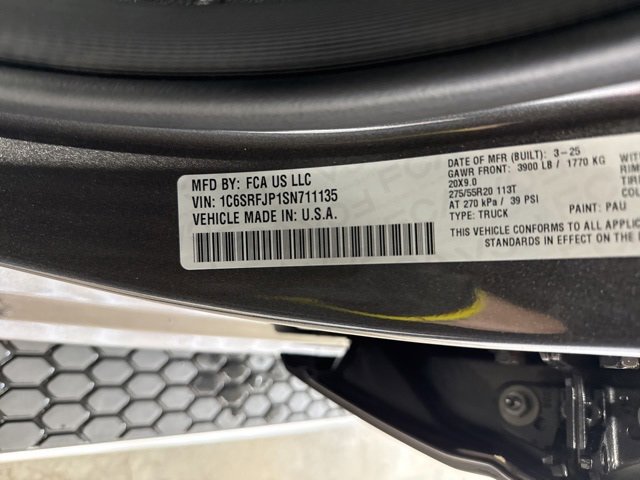 MFD BY: FCA US LLC
VIN: 1C6SRFJP1SN711135
VEHICLE MADE IN: U.S.A.
DATE OF MFR (BUILT): 3-25
GAWR FRONT: 3900 LB / 1770 KG
20X9.0
275/55R20 113T
AT 270 kPa / 39 PSI
TYPE: TRUCK
PAINT: PAU
THIS VEHICLE CONFORMS TO ALL
STANDARDS IN EFFECT ON THE